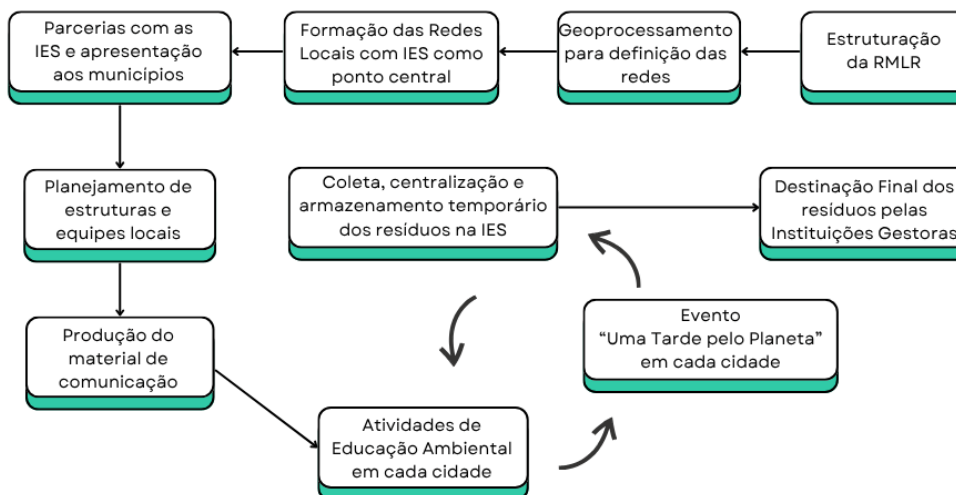 Parcerias com as
IES e apresentação
aos municípios
Formação das Redes
Locais com IES como
ponto central
Geoprocessamento
para definição das
redes
Estruturação
da RMLR
Planejamento de
estruturas e
equipes locais
Coleta, centralização e
armazenamento temporário
dos resíduos na IES
Destinação Final dos
resíduos pelas
Instituições Gestoras
Produção do
material de
comunicação
Evento
“Uma Tarde pelo Planeta”
em cada cidade
Atividades de
Educação Ambiental
em cada cidade